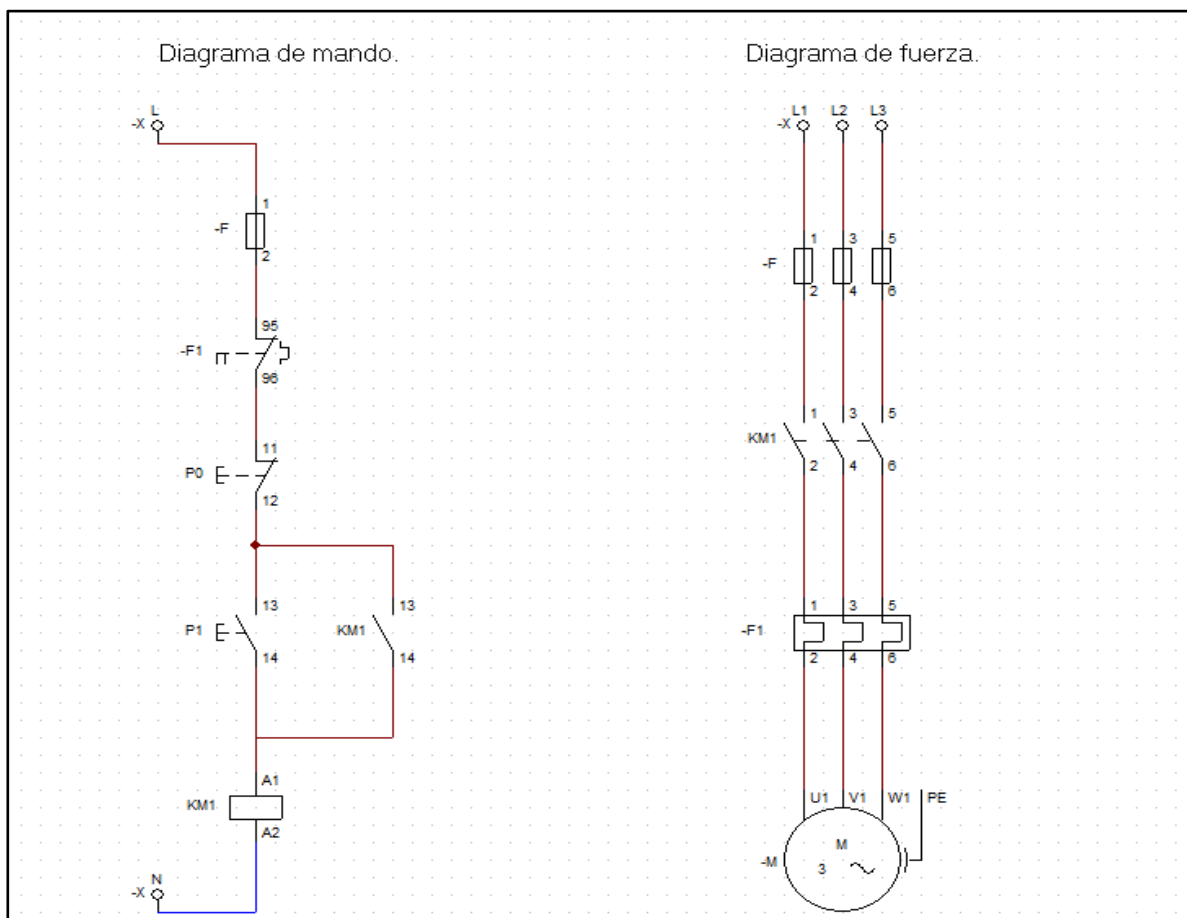 Diagrama de mando.
L
-X
1
-F
2
95
-F1
96
11
P0
12
13
P1
14
13
KM1
14
A1
KM1
A2
N
-X
Diagrama de fuerza.
L1 L2 L3
-X
1 3 5
-F
2 4 6
1 3 5
KM1
2 4 6
1 3 5
-F1
2 4 6
U1 V1 W1 PE
M
-M
3